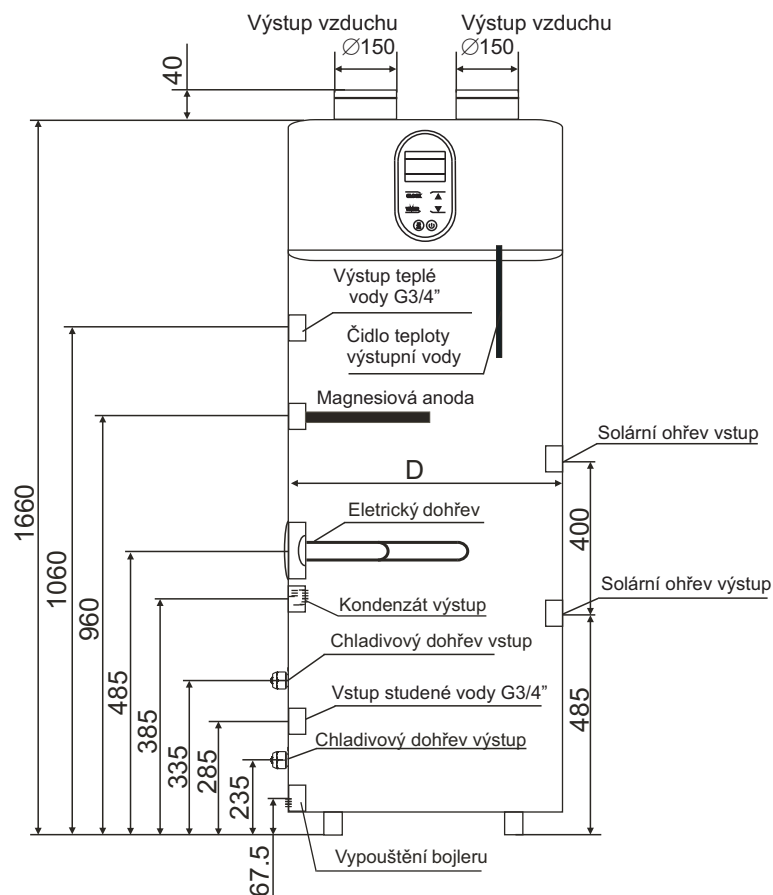 Výstup vzduchu
Výstup vzduchu
∅150
∅150
40
CLOCK
Výstup teplé
vody G3/4”
Čidlo teploty
výstupní vody
Magnesiová anoda
Solární ohřev vstup
D
Eletrický dohřev
400
Solární ohřev výstup
Kondenzát výstup
Chladivový dohřev vstup
Vstup studené vody G3/4”
Chladivový dohřev výstup
Vypouštění bojleru
1660
1060
960
485
385
335
285
235
67.5
485